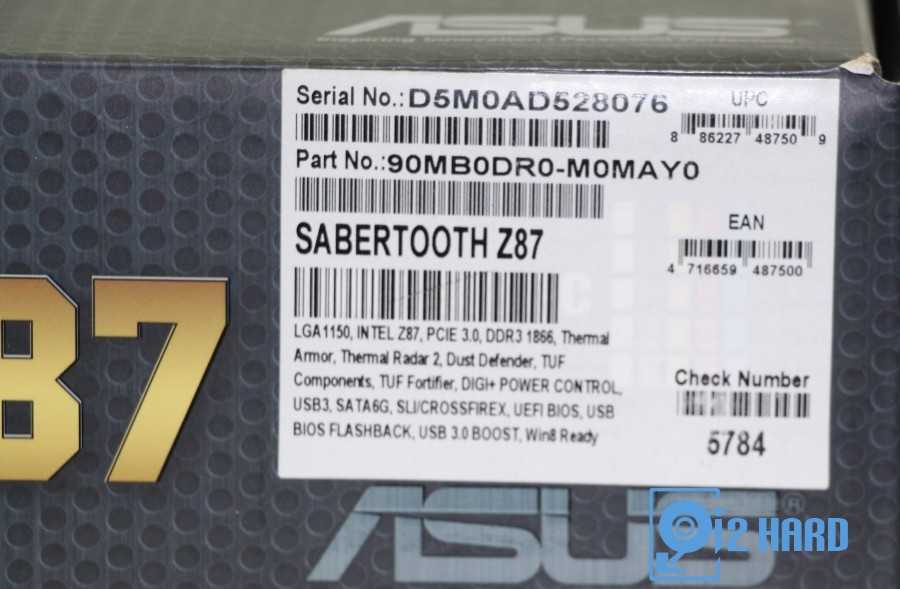 ASUS
Inspiring Innovation
Serial No.: D5M0AD528076
UPC
8 86227 48750 9
Part No.: 90MB0DR0-M0MAY0
EAN
4 716659 487500
SABERTOOTH Z87
LGA1150, INTEL Z87, PCIE 3.0, DDR3 1866, Thermal
Armor, Thermal Radar 2, Dust Defender, TUF
Components, TUF Fortifier, DIGI+ POWER CONTROL,
USB3, SATA6G, SLI/CROSSFIREX, UEFI BIOS, USB
BIOS FLASHBACK, USB 3.0 BOOST, Win8 Ready
Check Number
5784
87
ASUS®
i2 HARD